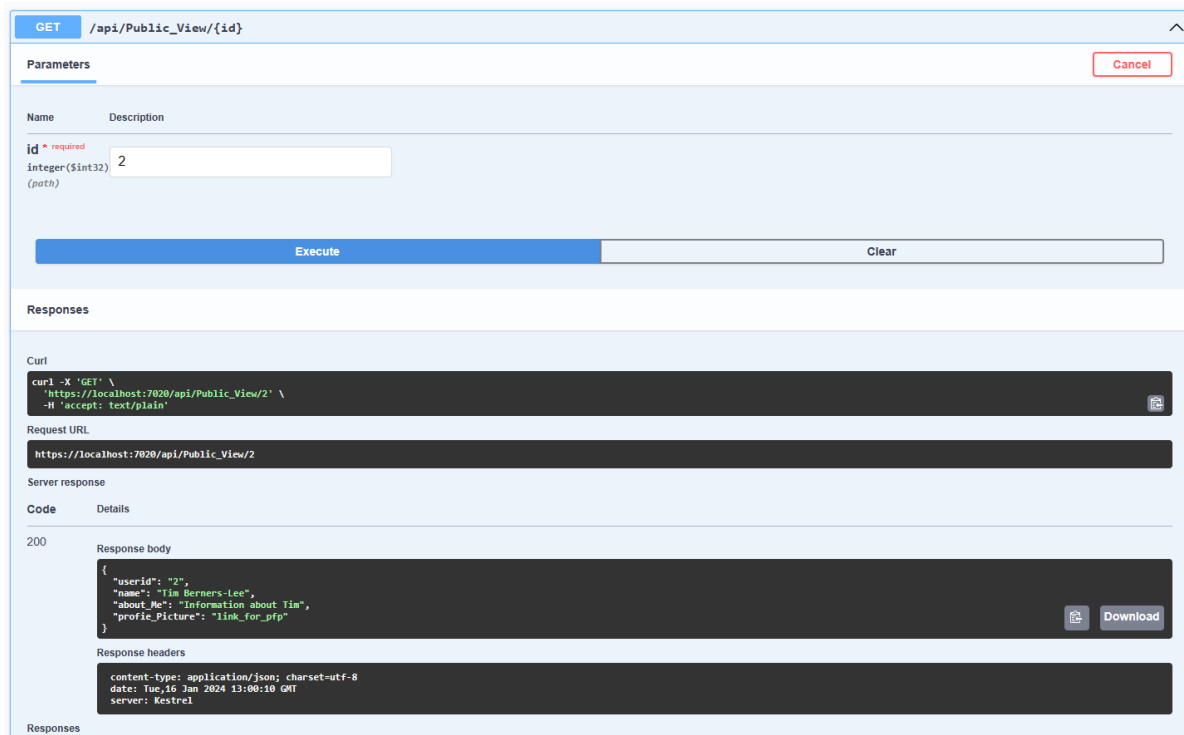 GET /api/Public_View/{id}
Parameters
Cancel
Name Description
id * required
integer($int32)
(path)
2
Execute Clear
Responses
Curl
curl -X 'GET' \
'https://localhost:7020/api/Public_View/2' \
-H 'accept: text/plain'
Request URL
https://localhost:7020/api/Public_View/2
Server response
Code Details
200
Response body
{
"userid": "2",
"name": "Tim Berners-Lee",
"about_Me": "Information about Tim",
"profie_Picture": "link_for_pfp"
}
Download
Response headers
content-type: application/json; charset=utf-8
date: Tue,16 Jan 2024 13:00:10 GMT
server: Kestrel
Responses